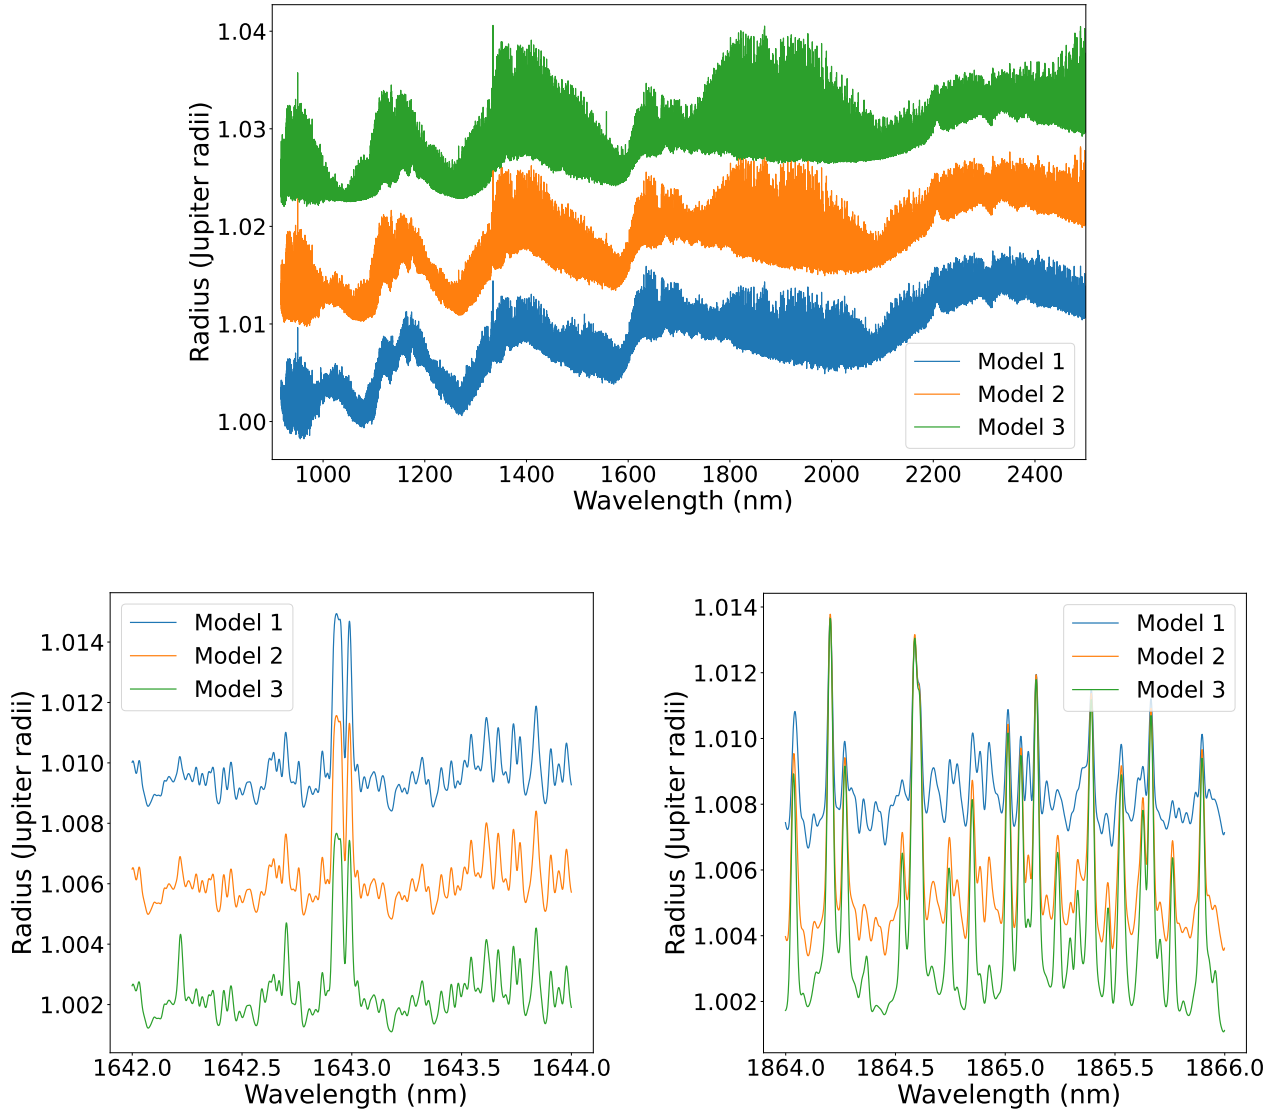 Radius (Jupiter radii)
1.04
1.03
1.02
1.01
1.00
Model 1
Model 2
Model 3
1000 1200 1400 1600 1800 2000 2200 2400
Wavelength (nm)
Radius (Jupiter radii)
1.014
1.012
1.010
1.008
1.006
1.004
1.002
Model 1
Model 2
Model 3
1642.0 1642.5 1643.0 1643.5 1644.0
Wavelength (nm)
Radius (Jupiter radii)
1.014
1.012
1.010
1.008
1.006
1.004
1.002
Model 1
Model 2
Model 3
1864.0 1864.5 1865.0 1865.5 1866.0
Wavelength (nm)